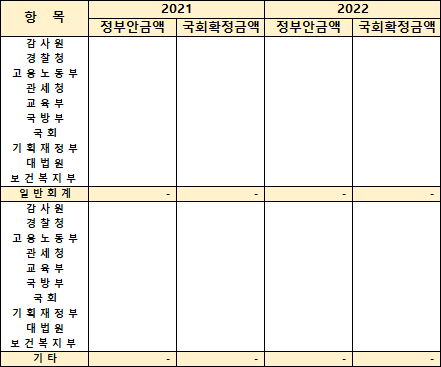 항 목 2021 2022
정부안금액 국회확정금액 정부안금액 국회확정금액
감사원
경찰청
고용노동부
관세청
교육부
국방부
국회
기획재정부
대법원
보건복지부
일반회계 - - - -
감사원
경찰청
고용노동부
관세청
교육부
국방부
국회
기획재정부
대법원
보건복지부
기타 - - - -